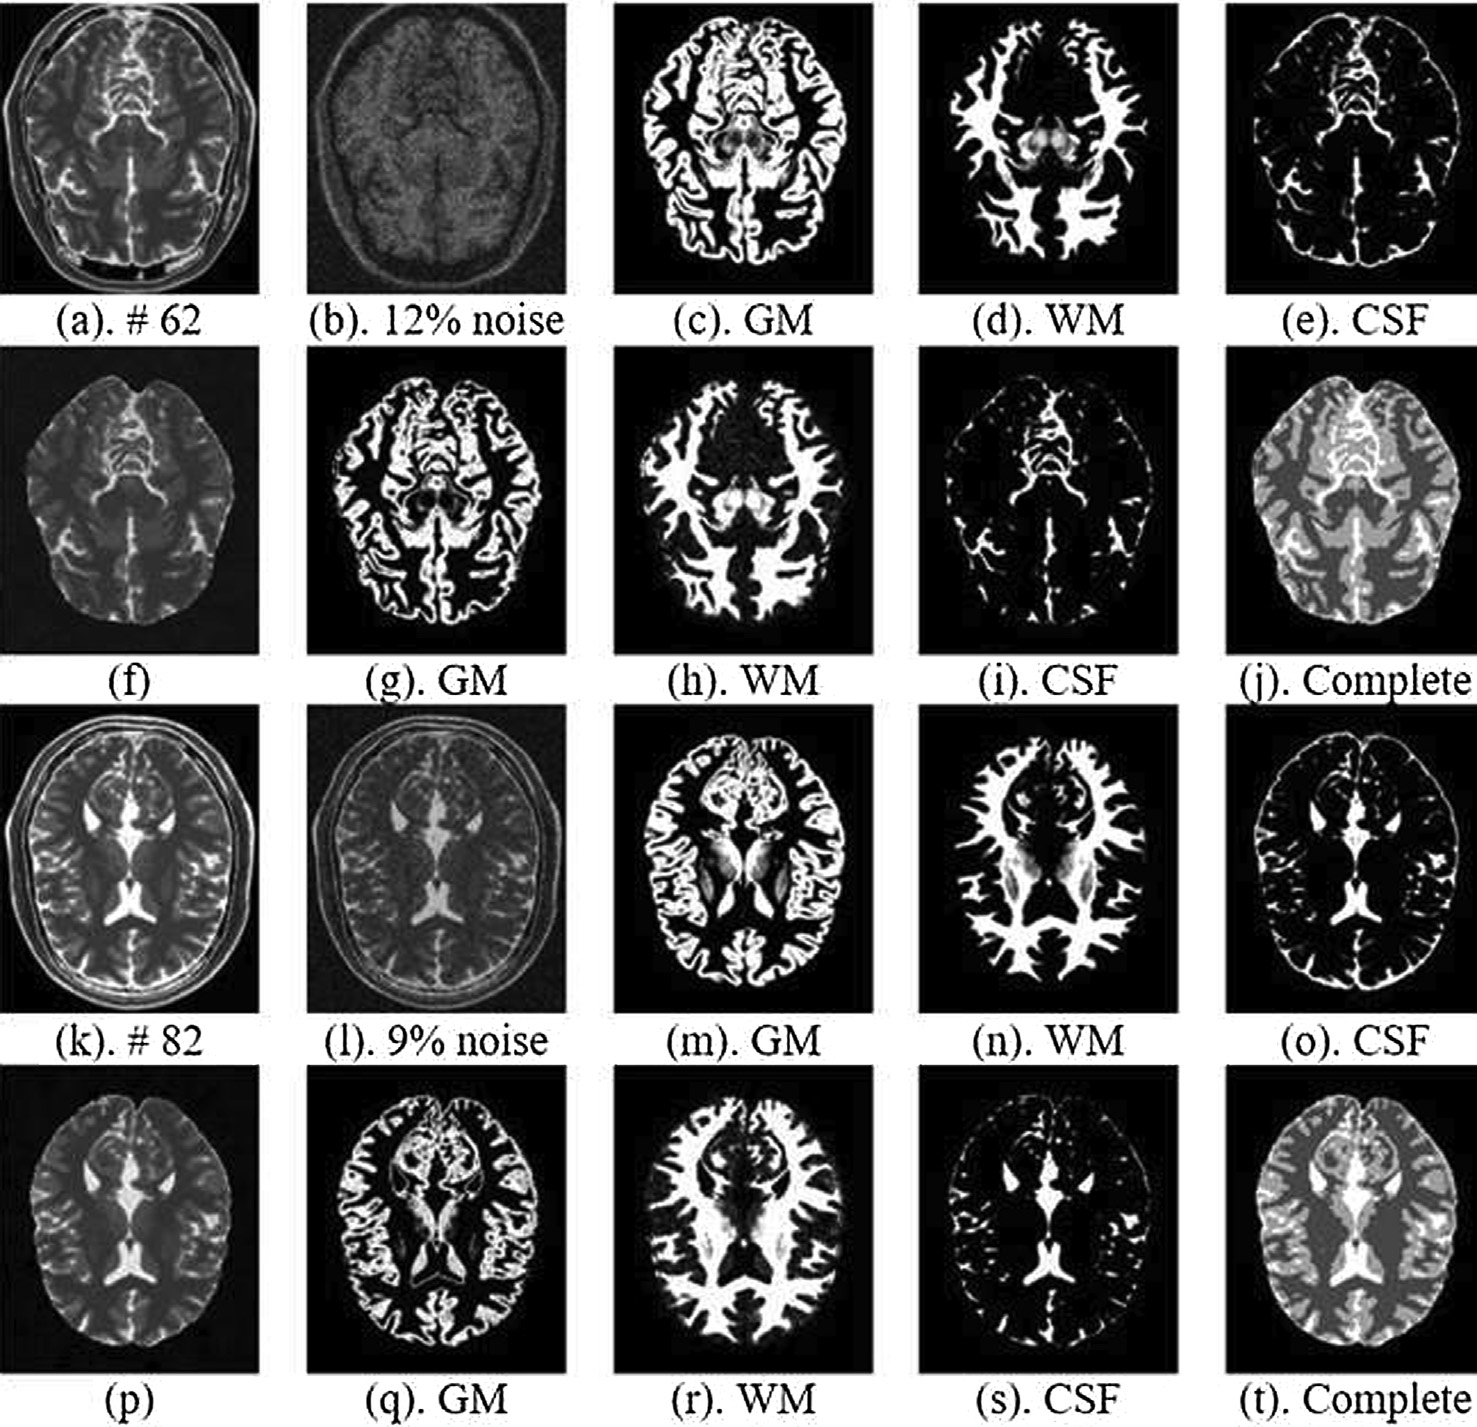 (a). # 62 (b). 12% noise (c). GM (d). WM (e). CSF
(f) (g). GM (h). WM (i). CSF (j). Complete
(k). # 82 (l). 9% noise (m). GM (n). WM (o). CSF
(p) (q). GM (r). WM (s). CSF (t). Complete